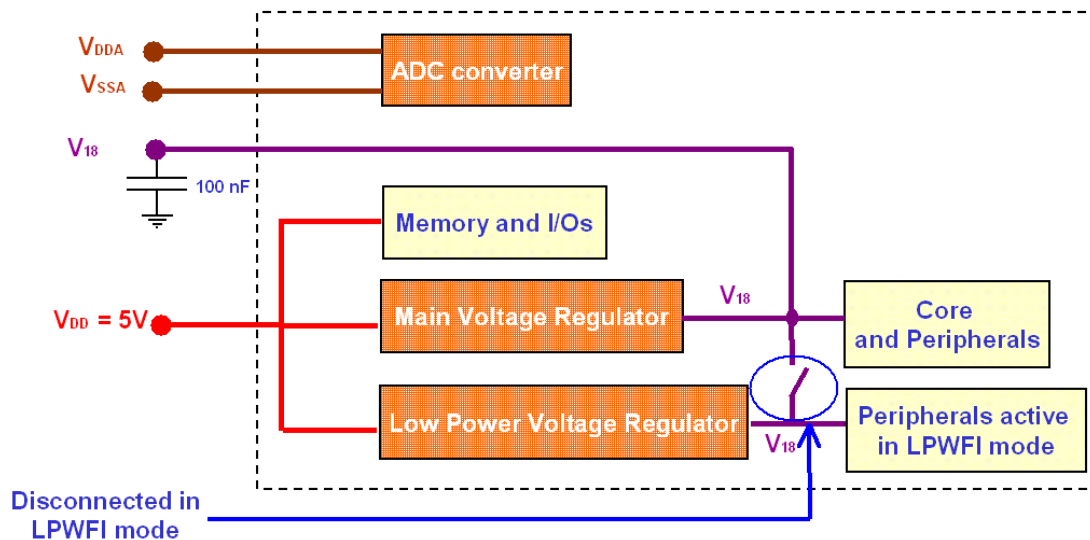 VDDA
ADC converter
VSSA
V18
100 nF
Memory and I/Os
VDD = 5V
Main Voltage Regulator
V18
Core
and Peripherals
Low Power Voltage Regulator
V18
Peripherals active
in LPWFI mode
Disconnected in
LPWFI mode